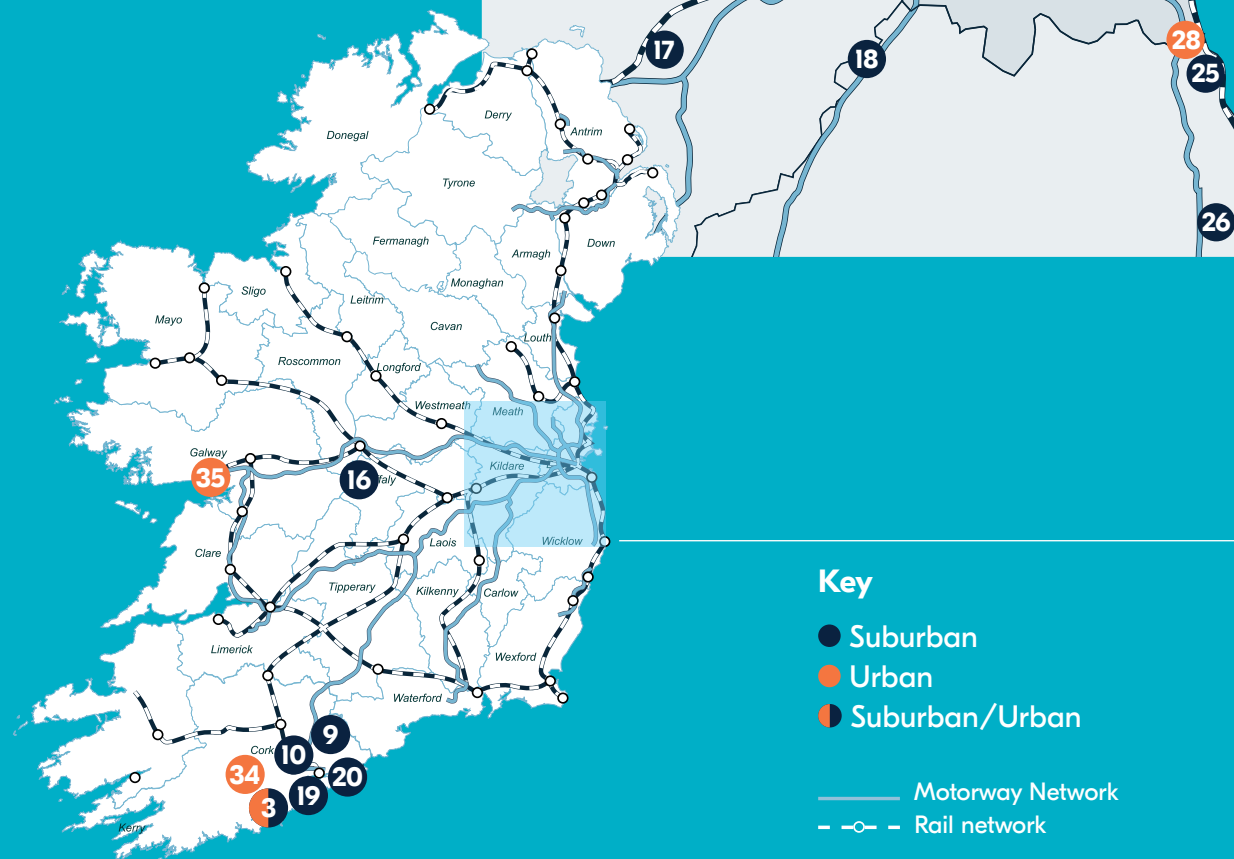 17
18
28
25
26
Donegal
Derry
Antrim
Tyrone
Fermanagh
Armagh
Down
Monaghan
Sligo
Leitrim
Mayo
Cavan
Louth
Roscommon
Longford
Westmeath
Meath
Galway
35
16
faly
Kildare
Clare
Laois
Wicklow
Tipperary
Kilkenny
Carlow
Limerick
Wexford
Waterford
Cork
9
10
34
20
19
3
Kerry
Key
Suburban
Urban
Suburban/Urban
Motorway Network
Rail network